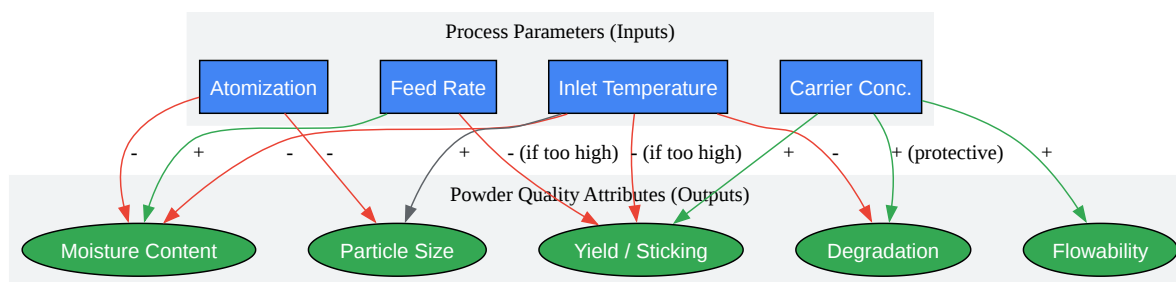 Process Parameters (Inputs)
Atomization
Feed Rate
Inlet Temperature
Carrier Conc.
-
+
-
-
+
- (if too high)
- (if too high)
+
-
+ (protective)
+
Powder Quality Attributes (Outputs)
Moisture Content
Particle Size
Yield / Sticking
Degradation
Flowability